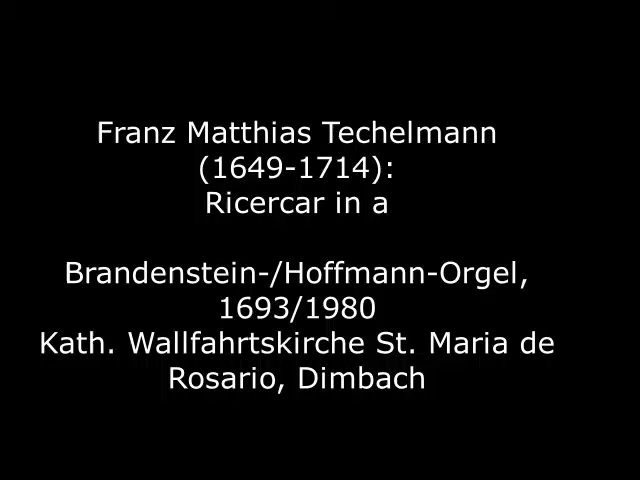 Franz Matthias Techelmann
(1649-1714):
Ricercar in a
Brandenstein-/Hoffmann-Orgel,
1693/1980
Kath. Wallfahrtskirche St. Maria de
Rosario, Dimbach